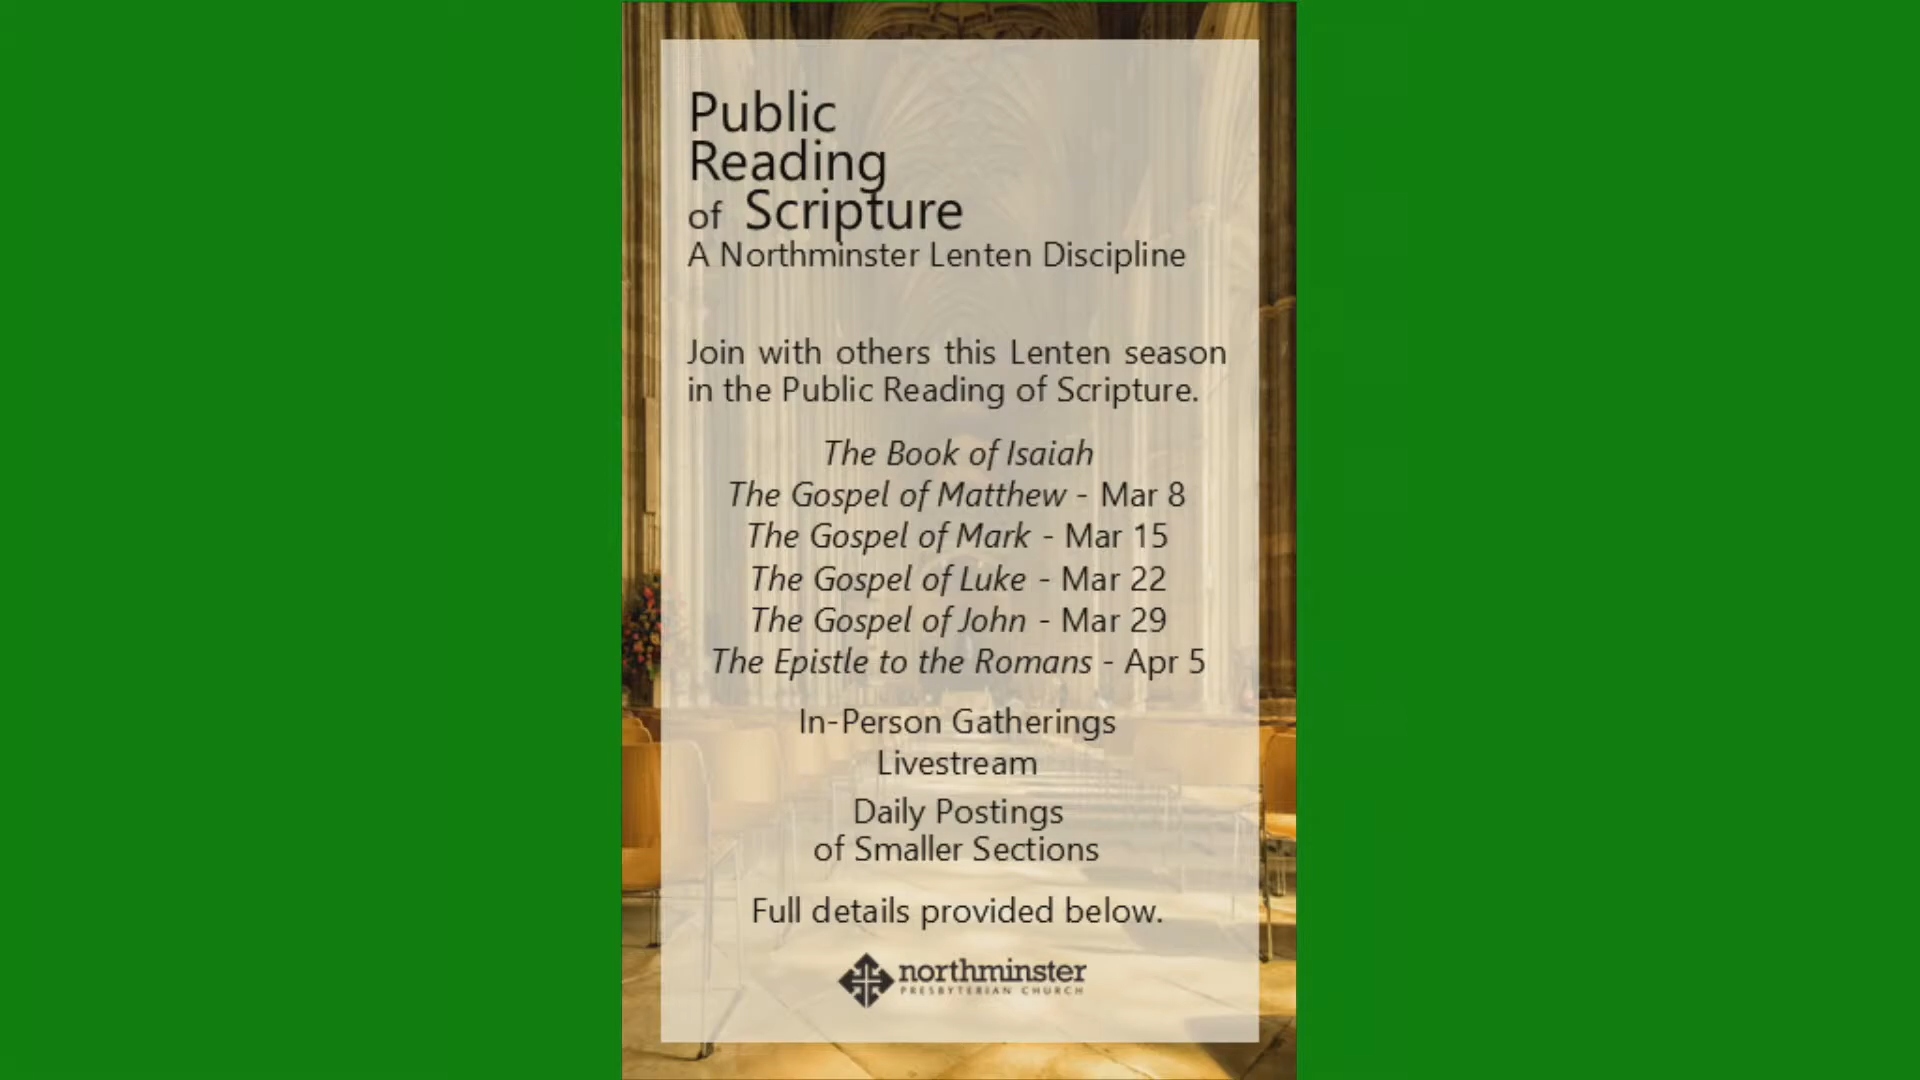 Public
Reading
of Scripture
A Northminster Lenten Discipline
Join with others this Lenten season
in the Public Reading of Scripture.
The Book of Isaiah
The Gospel of Matthew - Mar 8
The Gospel of Mark - Mar 15
The Gospel of Luke - Mar 22
The Gospel of John - Mar 29
The Epistle to the Romans - Apr 5
In-Person Gatherings
Livestream
Daily Postings
of Smaller Sections
Full details provided below.
northminster
PRESBYTERIAN CHURCH